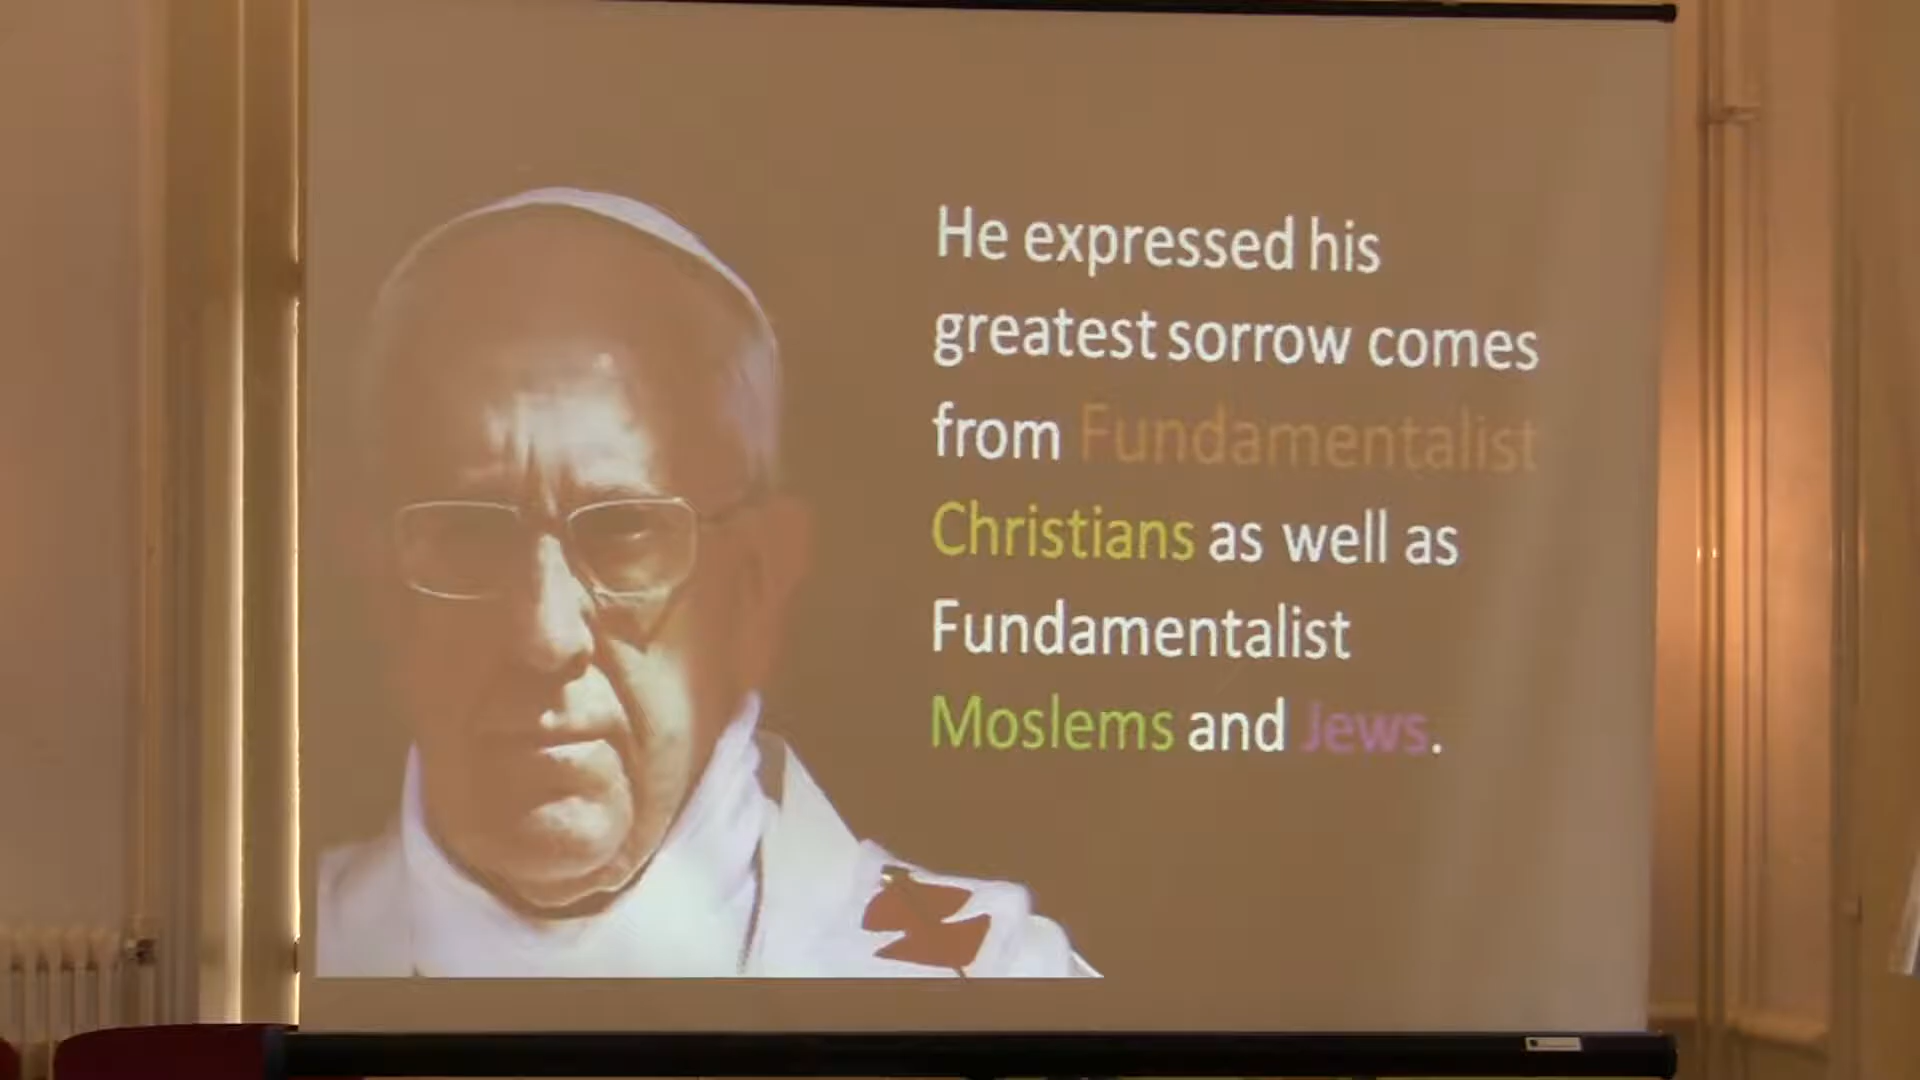 He expressed his
greatest sorrow comes
from Fundamentalist
Christians as well as
Fundamentalist
Moslems and Jews.